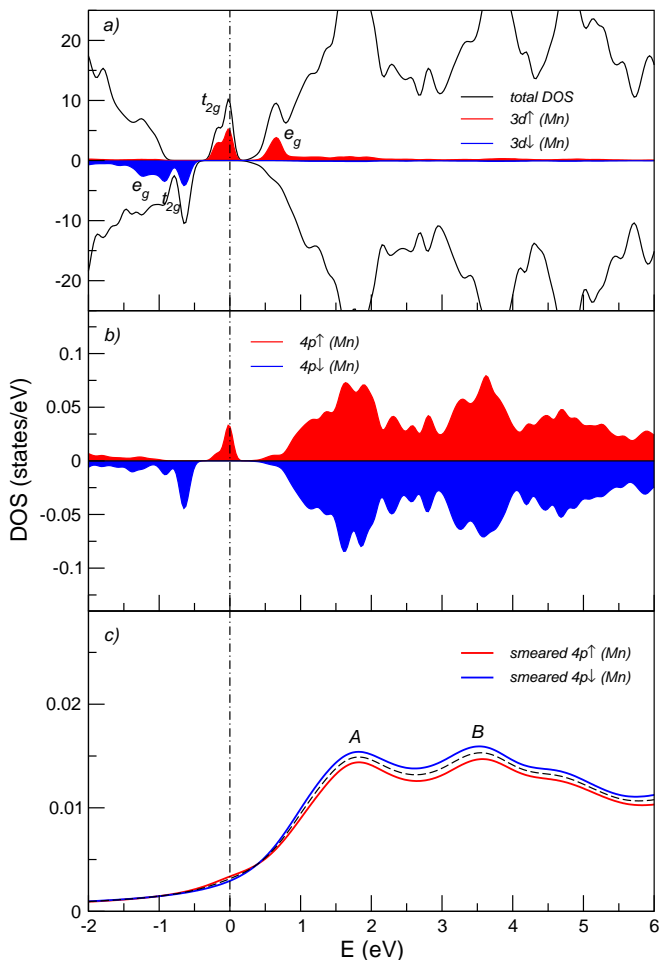 a)
20
10
0
-10
-20
t2g
eg
eg
t2g
total DOS
3d↑ (Mn)
3d↓ (Mn)
b)
0.1
0.05
0
-0.05
-0.1
4p↑ (Mn)
4p↓ (Mn)
DOS (states/eV)
c)
0.02
0.01
0
smeared 4p↑ (Mn)
smeared 4p↓ (Mn)
A
B
-2 -1 0 1 2 3 4 5 6
E (eV)